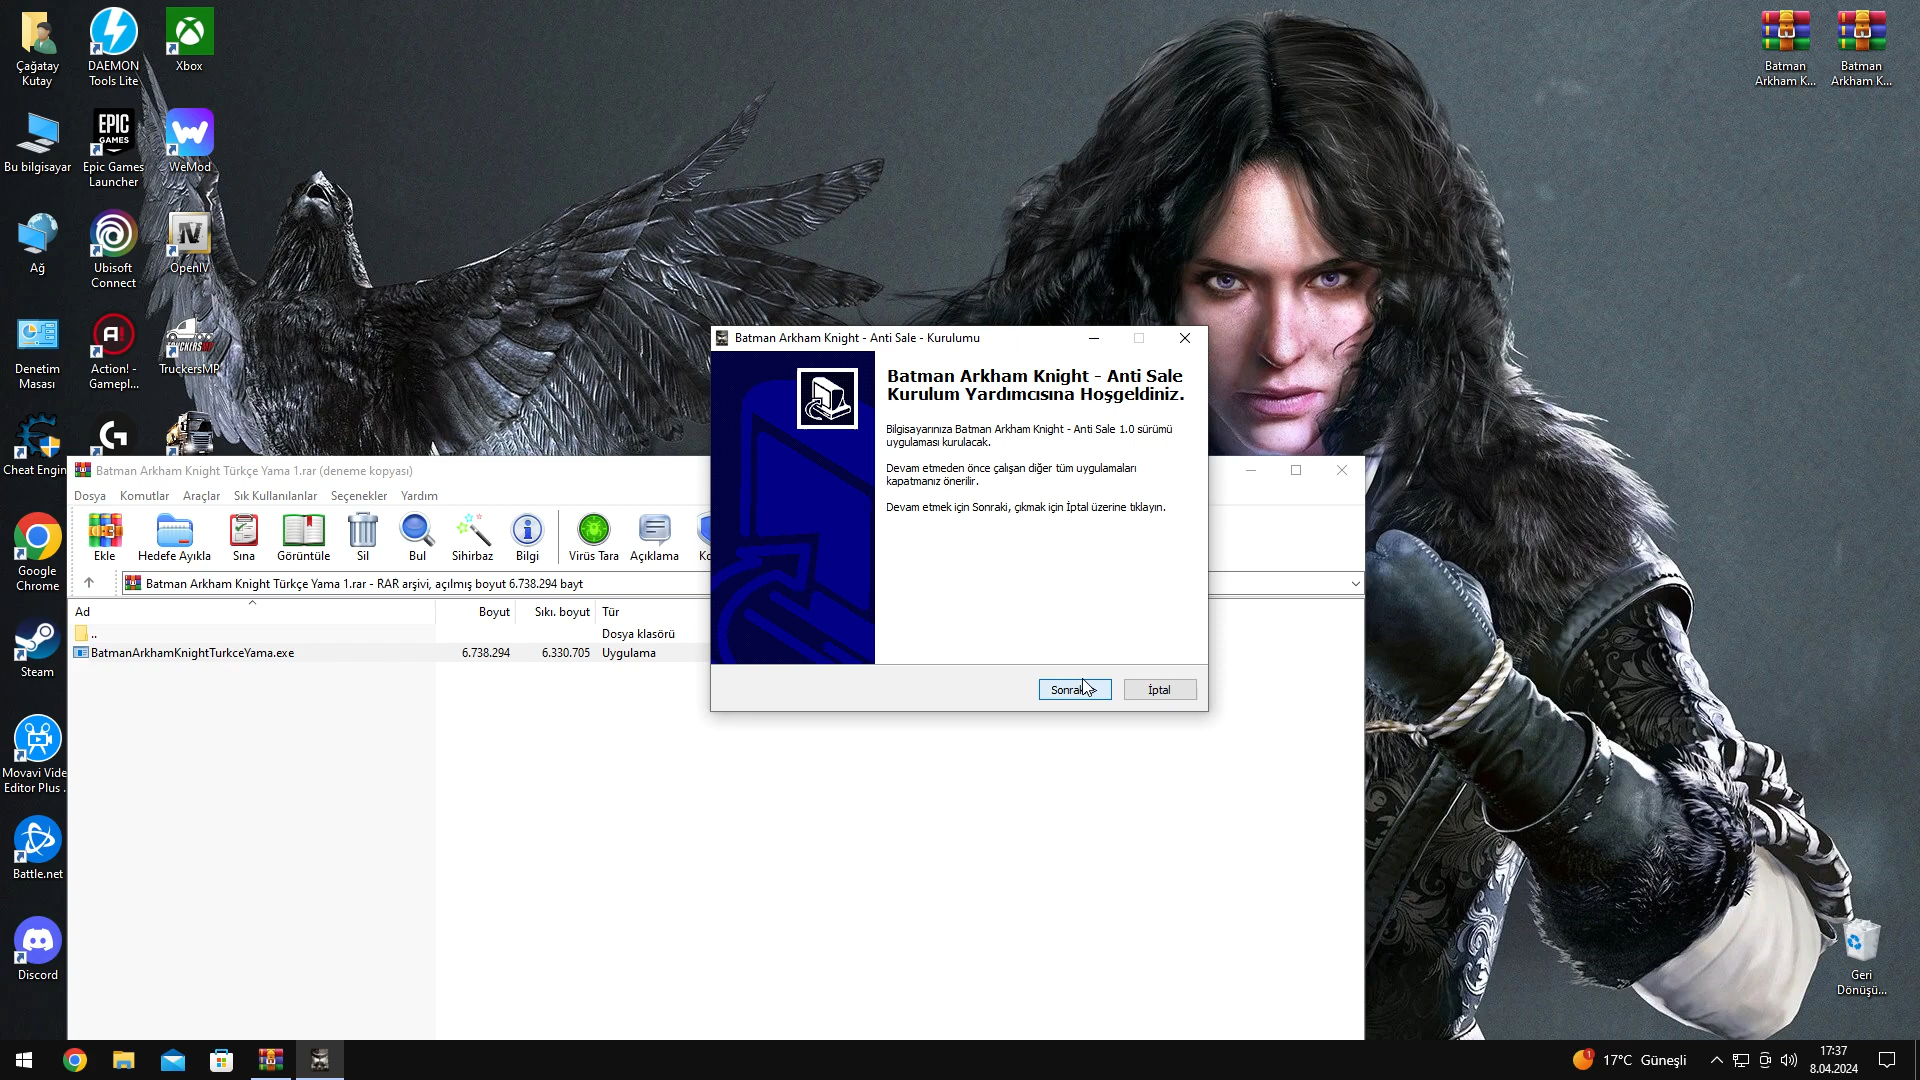 Çağatay
Kutay
DAEMON
Tools Lite
Xbox
Batman
Arkham K...
Batman
Arkham K...
Bu bilgisayar
EPIC
GAMES
Epic Games
Launcher
WeMod
Ağ
Ubisoft
Connect
IV
OpenIV
Denetim
Masası
Action! -
Gamepl...
TruckersMP
Cheat Engin
Google
Chrome
Steam
Movavi Vide
Editor Plus .
Battle.net
Discord
Geri
Dönüşü...
Batman Arkham Knight - Anti Sale - Kurulumu
Batman Arkham Knight - Anti Sale
Kurulum Yardımcısına Hoşgeldiniz.
Bilgisayarınıza Batman Arkham Knight - Anti Sale 1.0 sürümü
uygulaması kurulacak.
Devam etmeden önce çalışan diğer tüm uygulamaları
kapatmanız önerilir.
Devam etmek için Sonraki, çıkmak için İptal üzerine tıklayın.
İptal
Batman Arkham Knight Türkçe Yama 1.rar (deneme kopyası)
Dosya Komutlar Araçlar Sık Kullanılanlar Seçenekler Yardım
Ekle Hedefe Ayıkla Sına Görüntüle Sil Bul Sihirbaz Bilgi Virüs Tara Açıklama
Batman Arkham Knight Türkçe Yama 1.rar - RAR arşivi, açılmış boyut 6.738.294 bayt
Ad Boyut Sıkı. boyut Tür
.. Dosya klasörü
BatmanArkhamKnightTurkceYama.exe 6.738.294 6.330.705 Uygulama
1
17°C Güneşli
17:37
8.04.2024